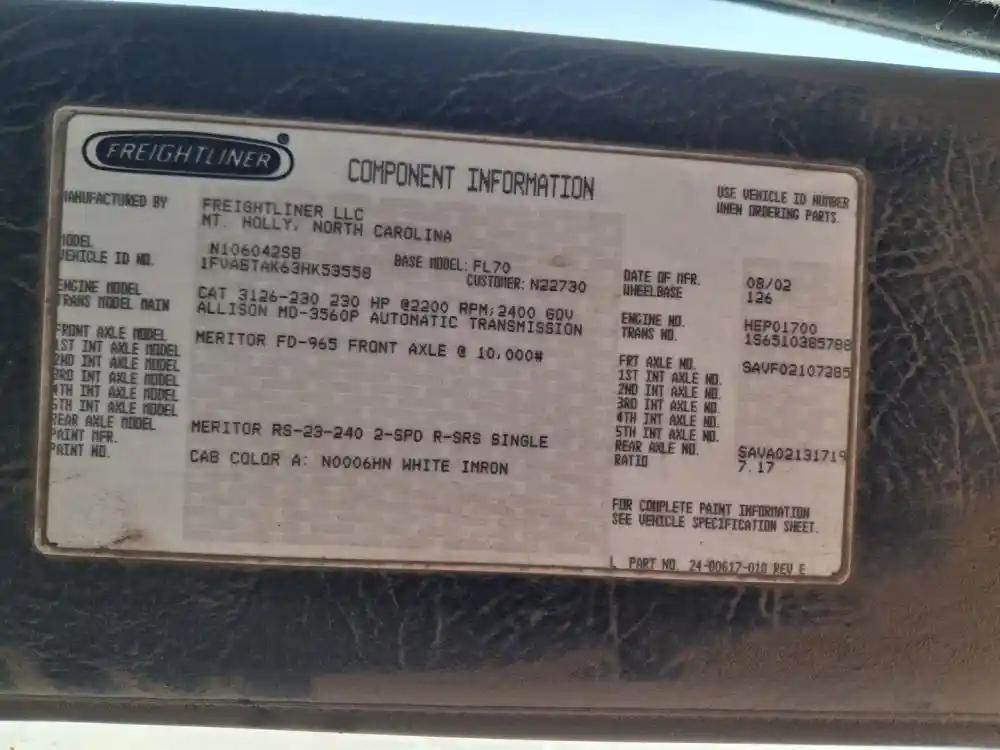 FREIGHTLINER®
COMPONENT INFORMATION
USE VEHICLE ID NUMBER
WHEN ORDERING PARTS.
MANUFACTURED BY FREIGHTLINER LLC
MT. HOLLY, NORTH CAROLINA
MODEL N106042SB BASE MODEL: FL70
VEHICLE ID NO. 1FVABTAK63HK53558 CUSTOMER: N22730
DATE OF MFR. 08/02
WHEELBASE 126
ENGINE MODEL CAT 3126-230 230 HP @2200 RPM; 2400 GOV
TRANS MODEL MAIN ALLISON MD-3560P AUTOMATIC TRANSMISSION
ENGINE NO. HEP01700
TRANS NO. 1S6510385788
FRONT AXLE MODEL MERITOR FD-965 FRONT AXLE @ 10,000#
1ST INT AXLE MODEL
2ND INT AXLE MODEL
3RD INT AXLE MODEL
4TH INT AXLE MODEL
5TH INT AXLE MODEL
REAR AXLE MODEL MERITOR RS-23-240 2-SPD R-SRS SINGLE
PAINT MFR.
PAINT NO. CAB COLOR A: N0006HN WHITE IMRON
FRT AXLE NO. SAVF02107285
1ST INT AXLE NO.
2ND INT AXLE NO.
3RD INT AXLE NO.
4TH INT AXLE NO.
5TH INT AXLE NO.
REAR AXLE NO. SAVA02131719
RATIO 7.17
FOR COMPLETE PAINT INFORMATION
SEE VEHICLE SPECIFICATION SHEET.
PART NO. 24-00617-010 REV E